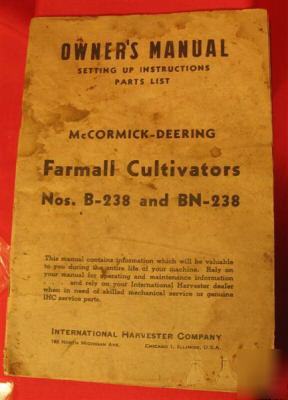 OWNER'S MANUAL
SETTING UP INSTRUCTIONS
PARTS LIST
McCORMICK-DEERING
Farmall Cultivators
Nos. B-238 and BN-238
This manual contains information which will be valuable
to you during the entire life of your machine. Rely on
your manual for operating and maintenance information
. . . and rely on your International Harvester dealer
when in need of skilled mechanical service or genuine
IHC service parts.
INTERNATIONAL HARVESTER COMPANY
180 NORTH MICHIGAN AVE. CHICAGO 1, ILLINOIS, U.S.A.